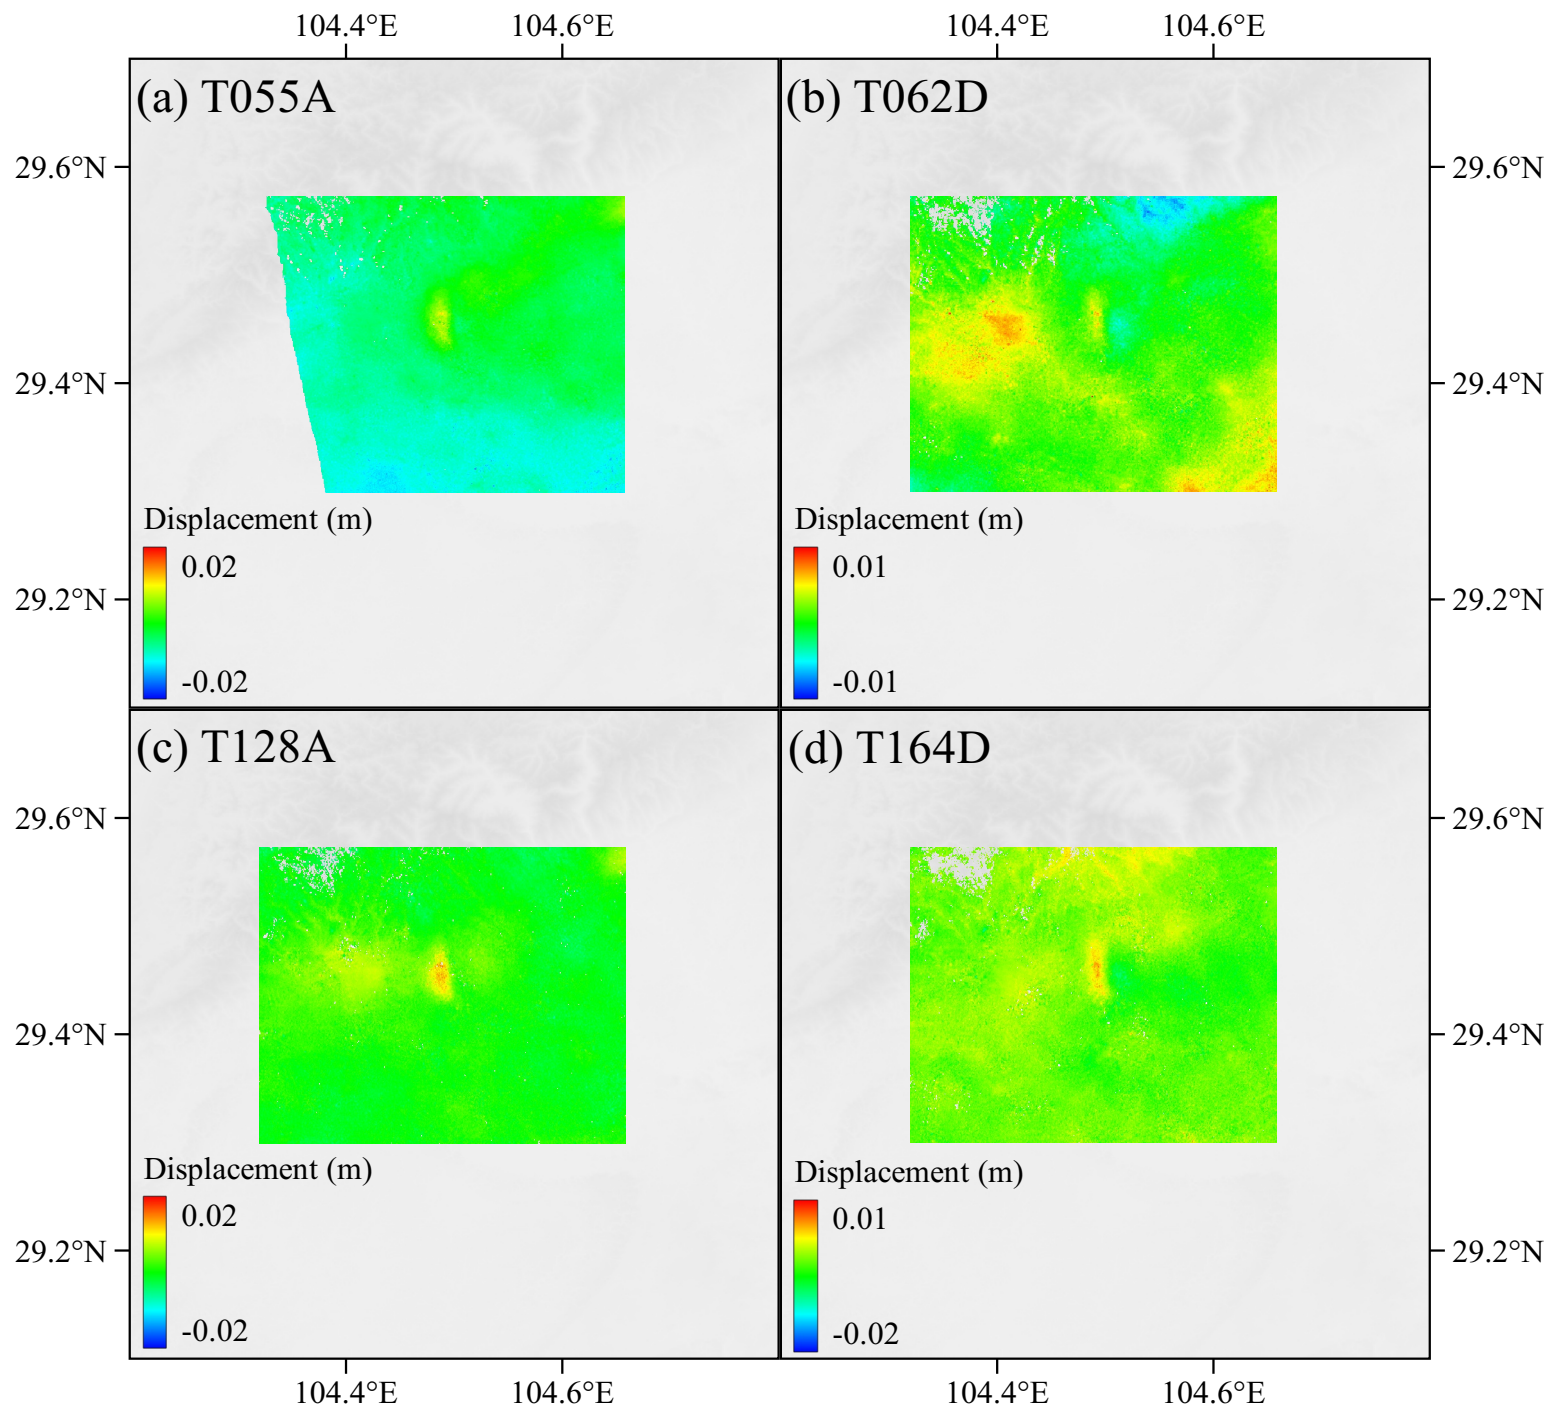 104.4°E 104.6°E 104.4°E 104.6°E
(a) T055A
(b) T062D
29.6°N 29.6°N
29.4°N 29.4°N
Displacement (m)
0.02
-0.02
Displacement (m)
0.01
-0.01
29.2°N 29.2°N
(c) T128A
(d) T164D
29.6°N 29.6°N
29.4°N 29.4°N
Displacement (m)
0.02
-0.02
Displacement (m)
0.01
-0.02
29.2°N 29.2°N
104.4°E 104.6°E 104.4°E 104.6°E